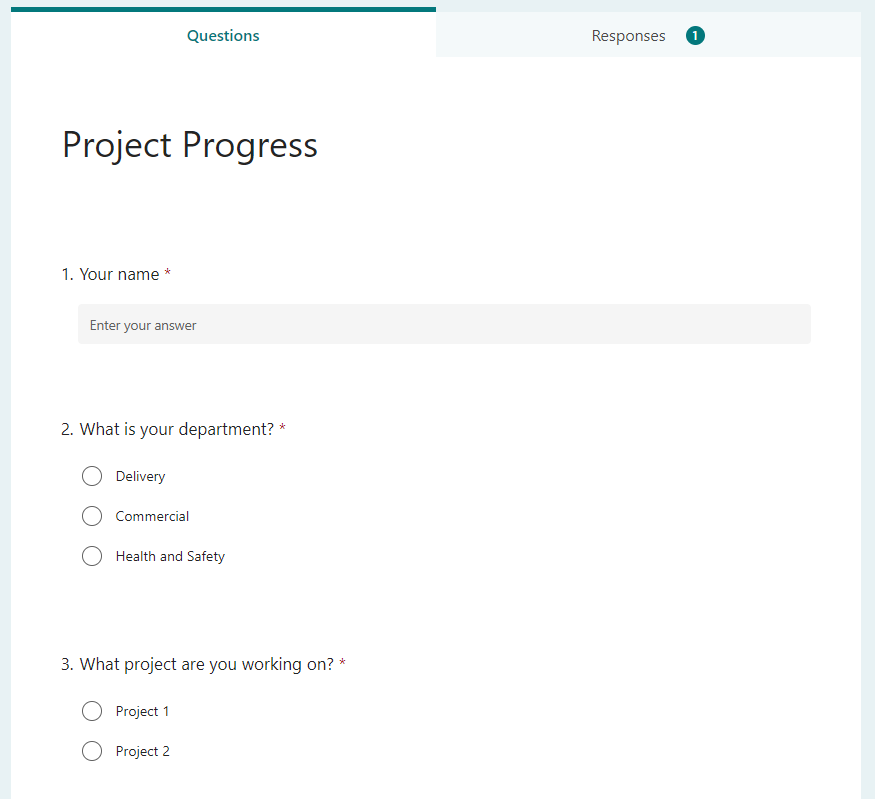 Questions
Responses 1
Project Progress
1. Your name *
Enter your answer
2. What is your department? *
Delivery
Commercial
Health and Safety
3. What project are you working on? *
Project 1
Project 2